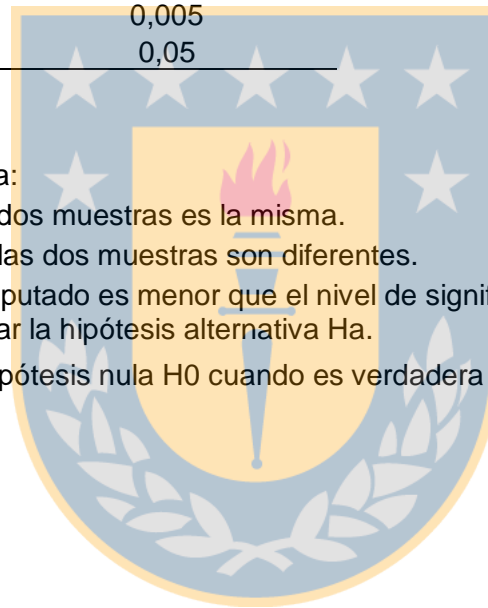 0,005
0,05
a:
dos muestras es la misma.
las dos muestras son diferentes.
putado es menor que el nivel de signif
ar la hipótesis alternativa Ha.
pótesis nula H0 cuando es verdadera